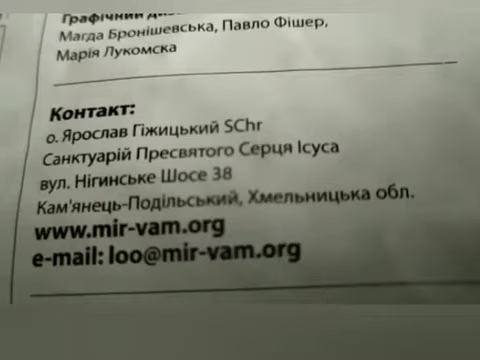 Графічний
Магда Бронішевська, Павло Фішер,
Марія Лукомска
Контакт:
о. Ярослав Гіжицький SChr
Санктуарій Пресвятого Серця Ісуса
вул. Нігинське Шосе 38
Кам'янець-Подільський, Хмельницька обл.
www.mir-vam.org
e-mail: loo@mir-vam.org